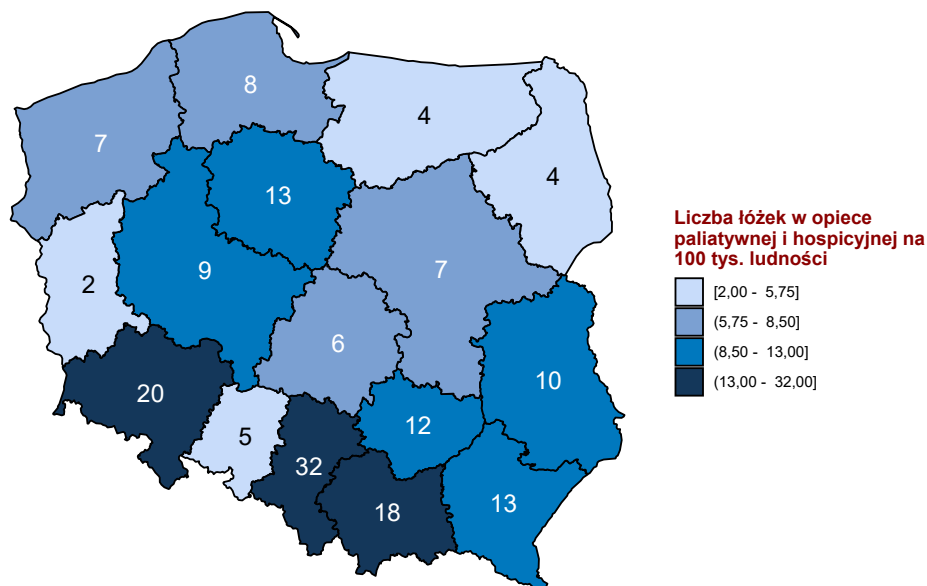 8
4
7
4
13
2
9
7
6
10
20
12
5
32
18
13
Liczba łóżek w opiece
paliatywnej i hospicyjnej na
100 tys. ludności
[2,00 - 5,75]
(5,75 - 8,50]
(8,50 - 13,00]
(13,00 - 32,00]